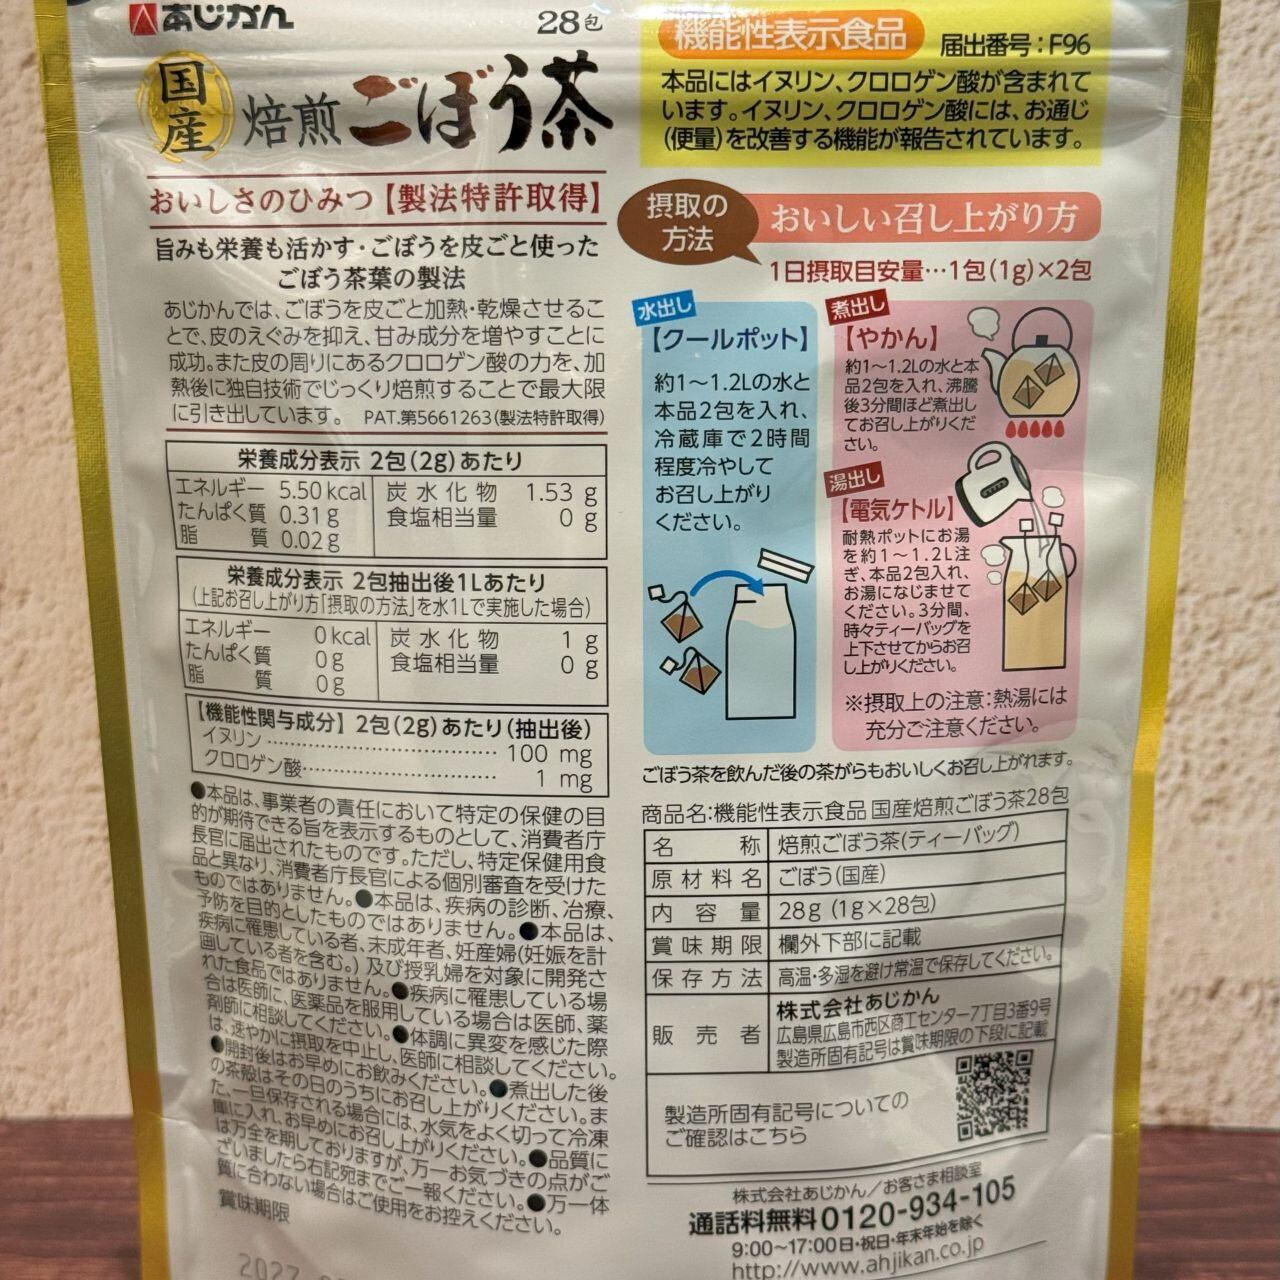 あじかん
28包
国産
焙煎ごぼう茶
おいしさのひみつ【製法特許取得】
旨みも栄養も活かす・ごぼうを皮ごと使った
ごぼう茶葉の製法
あじかんでは、ごぼうを皮ごと加熱・乾燥させるこ
とで、皮のえぐみを抑え、甘み成分を増やすことに
成功。また皮の周りにあるクロロゲン酸の力を、加
熱後に独自技術でじっくり焙煎することで最大限
に引き出しています。 PAT.第5661263(製法特許取得)
栄養成分表示 2包(2g)あたり
エネルギー 5.50kcal 炭水化物 1.53 g
たんぱく質 0.31g 食塩相当量 0 g
脂質 0.02g
栄養成分表示 2包抽出後1Lあたり
(上記お召し上がり方「摂取の方法」を水1Lで実施した場合)
エネルギー 0kcal 炭水化物 1 g
たんぱく質 0g 食塩相当量 0 g
脂質 0g
【機能性関与成分】2包(2g)あたり(抽出後)
イヌリン 100 mg
クロロゲン酸 1 mg
●本品は、事業者の責任において特定の保健の目
的が期待できる旨を表示するものとして、消費者庁
長官に届出されたものです。ただし、特定保健用食
品と異なり、消費者庁長官による個別審査を受けた
ものではありません。●本品は、疾病の診断、治療、
予防を目的としたものではありません。●本品は、
疾病に罹患している者、未成年者、妊産婦(妊娠を計
画している者を含む。)及び授乳婦を対象に開発さ
れた食品ではありません。●疾病に罹患している場
合は医師に、医薬品を服用している場合は医師、薬
剤師に相談してください。●体調に異変を感じた際
は、速やかに摂取を中止し、医師に相談してください。
●開封後はお早めにお飲みください。●煮出した後
の茶殻はその日のうちにお召し上がりください。ま
た、一旦保存される場合には、水気をよく切って冷凍
庫に入れ、お早めにお召し上がりください。●品質に
は万全を期しておりますが、万一お気づきの点がご
ざいましたら右記宛までご一報ください。●万一体
質に合わない場合はご使用をお控えください。
賞味期限
機能性表示食品 届出番号:F96
本品にはイヌリン、クロロゲン酸が含まれて
います。イヌリン、クロロゲン酸には、お通じ
(便量)を改善する機能が報告されています。
摂取の
方法
おいしい召し上がり方
1日摂取目安量…1包(1g)×2包
水出し
【クールポット】
約1〜1.2Lの水と
本品2包を入れ、
冷蔵庫で2時間
程度冷やして
お召し上がり
ください。
煮出し
【やかん】
約1〜1.2Lの水と本
品2包を入れ、沸騰
後3分間ほど煮出し
てお召し上がりくだ
さい。
湯出し
【電気ケトル】
耐熱ポットにお湯
を約1〜1.2L注
ぎ、本品2包入れ、
お湯になじませて
ください。3分間、
時々ティーバッグを
上下させてからお召
し上がりください。
※摂取上の注意:熱湯には
充分ご注意ください。
ごぼう茶を飲んだ後の茶がらもおいしくお召し上がれます。
商品名:機能性表示食品 国産焙煎ごぼう茶28包
名称 焙煎ごぼう茶(ティーバッグ)
原材料名 ごぼう(国産)
内容量 28g (1g×28包)
賞味期限 欄外下部に記載
保存方法 高温・多湿を避け常温で保存してください。
販売者 株式会社あじかん
広島県広島市西区商工センター7丁目3番9号
製造所固有記号は賞味期限の下段に記載
製造所固有記号についての
ご確認はこちら
株式会社あじかん/お客さま相談室
通話料無料0120-934-105
9:00~17:00日・祝日・年末年始を除く
http://www.ahjikan.co.jp